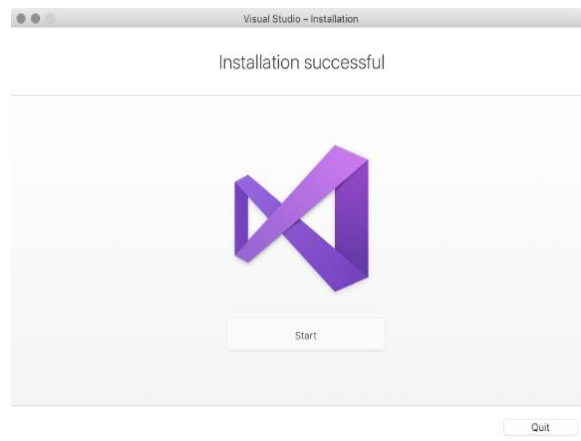 Visual Studio – Installation
Installation successful
Start
Quit